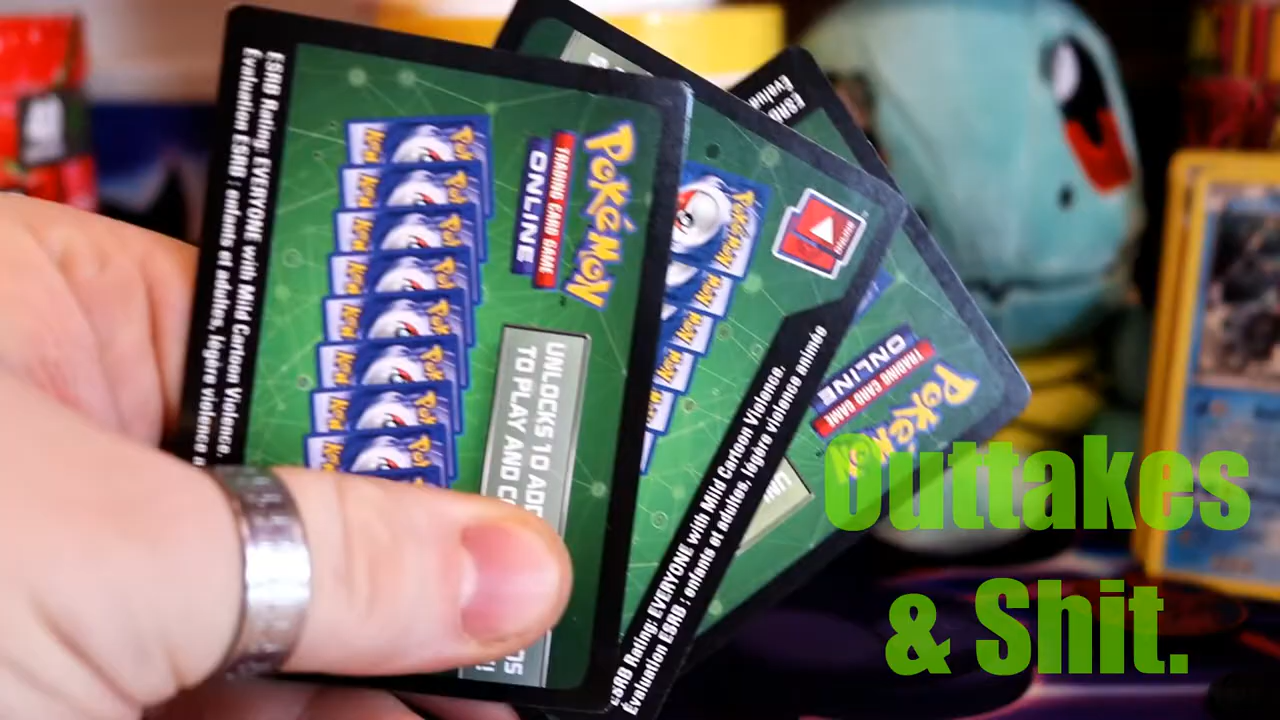 ESRB Rating: EVERYONE with Mild Cartoon Violence.
Évaluation ESRB : enfants et adultes, légère violence
POKéMON
TRADING CARD GAME
ONLINE
UNLOCKS 10 ADD
TO PLAY AND C
ESRB Rating: EVERYONE with Mild Cartoon Violence.
Évaluation ESRB : enfants et adultes, légère violence animée
POKéMON
TRADING CARD GAME
ONLINE
Outtakes
& Shit.